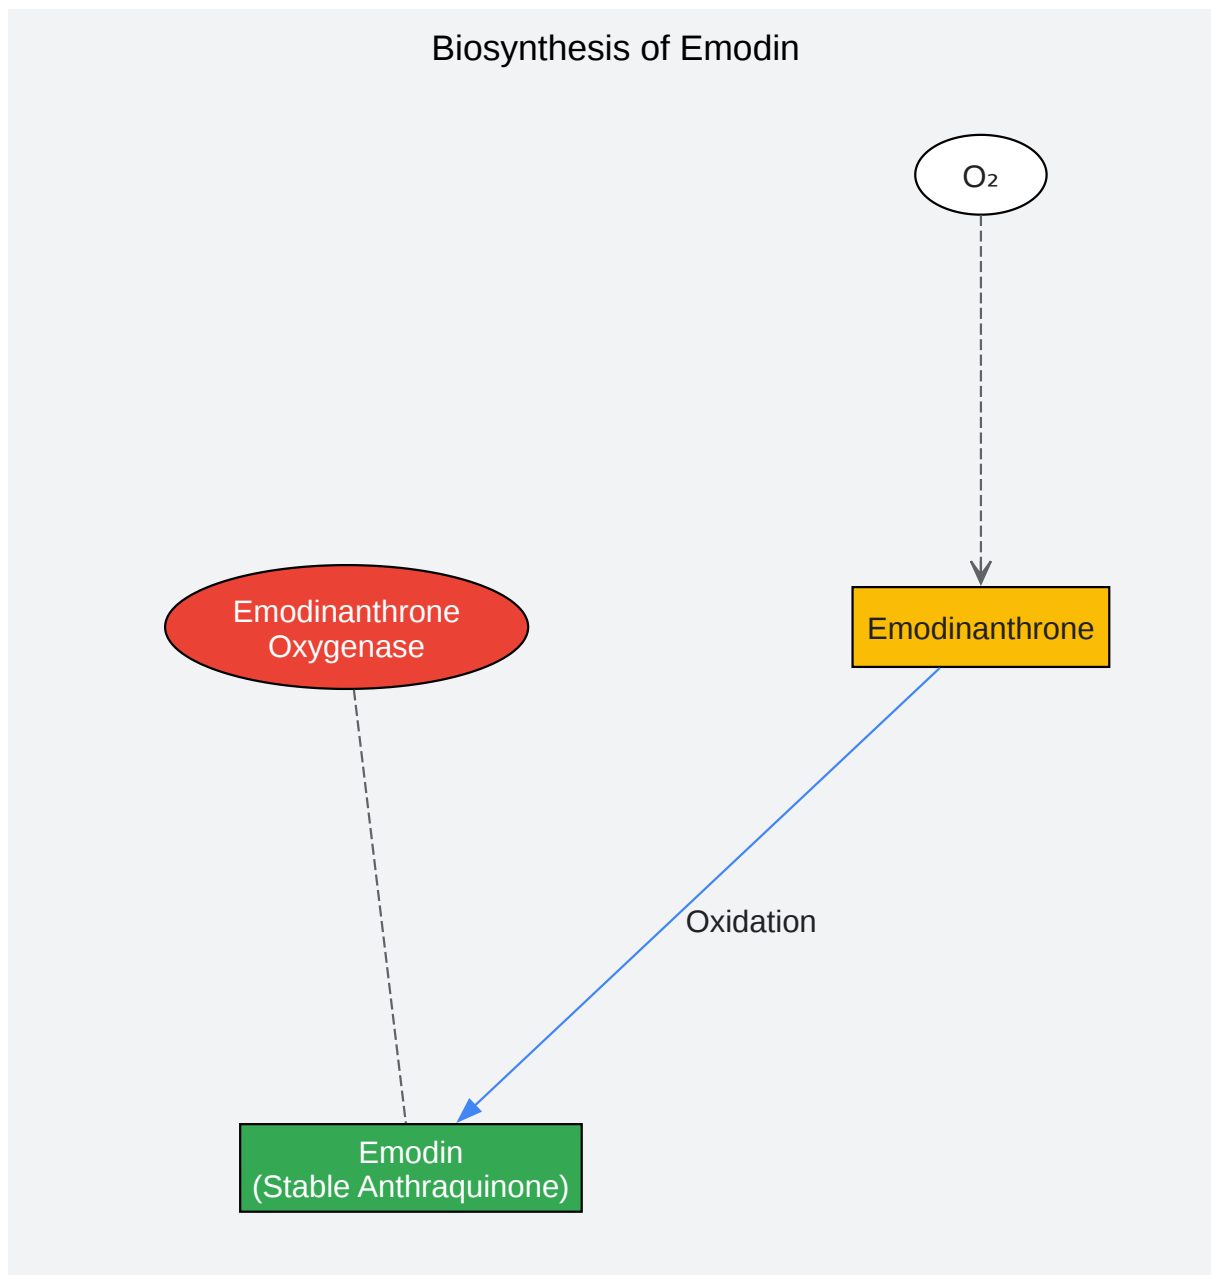 Biosynthesis of Emodin
O₂
Emodinanthrone
Oxygenase
Emodinanthrone
Oxidation
Emodin
(Stable Anthraquinone)